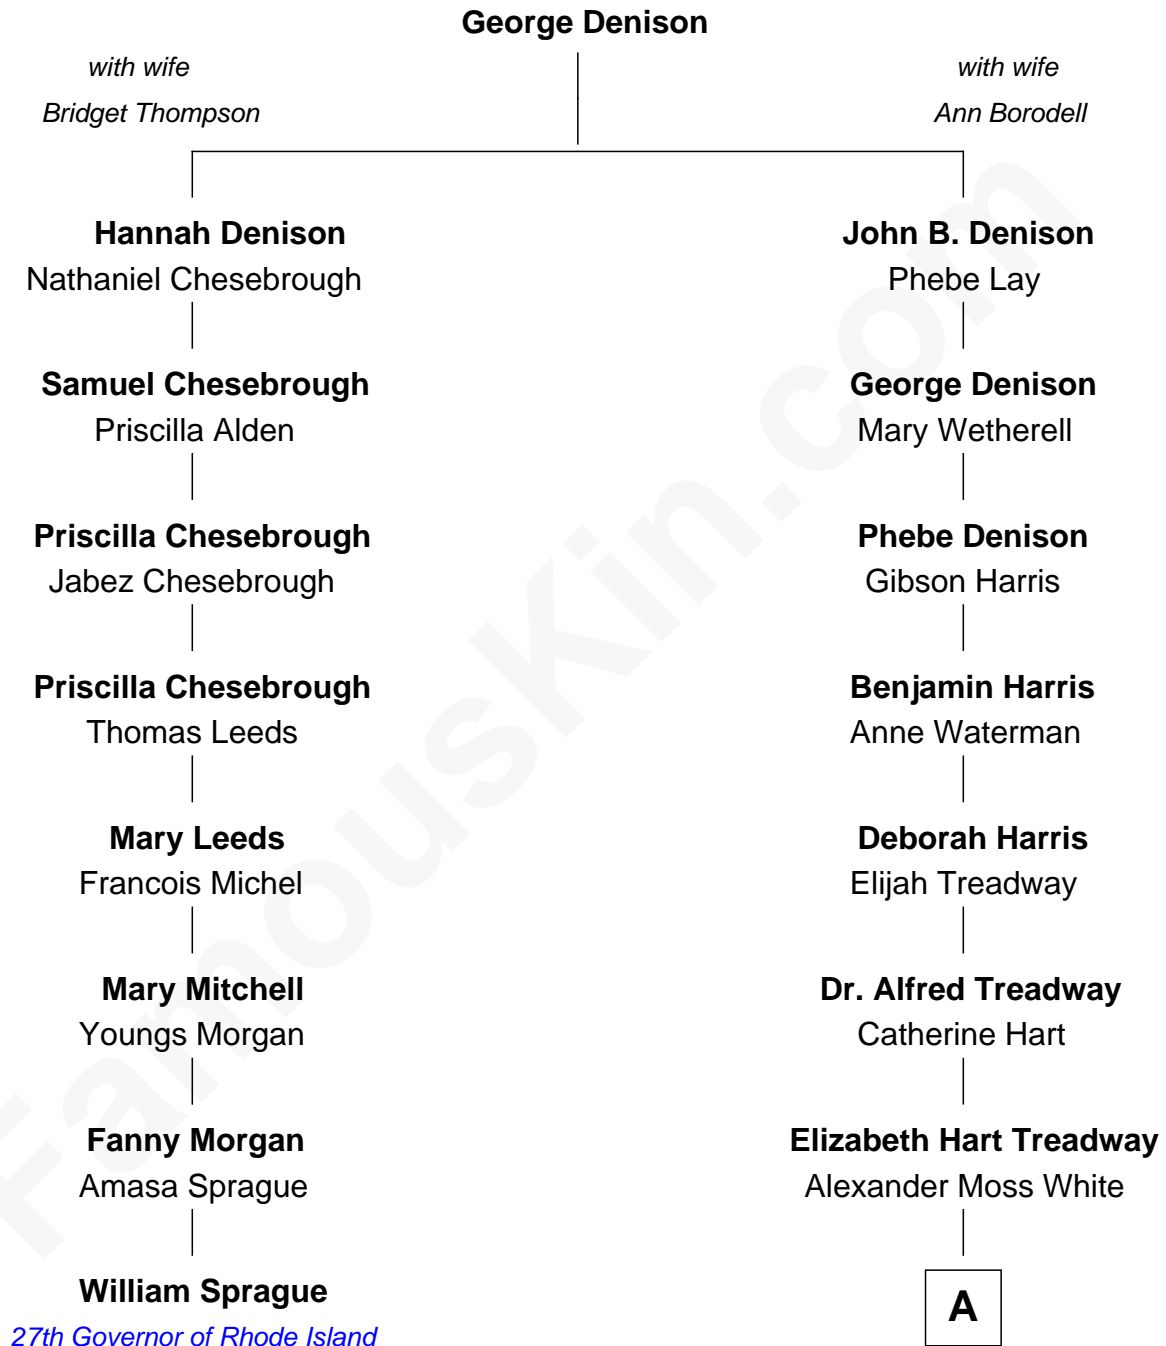 George Denison
with wife
Bridget Thompson
with wife
Ann Borodell
Hannah Denison
Nathaniel Chesebrough
John B. Denison
Phebe Lay
Samuel Chesebrough
Priscilla Alden
George Denison
Mary Wetherell
Priscilla Chesebrough
Jabez Chesebrough
Phebe Denison
Gibson Harris
Priscilla Chesebrough
Thomas Leeds
Benjamin Harris
Anne Waterman
Mary Leeds
Francois Michel
Deborah Harris
Elijah Treadway
Mary Mitchell
Youngs Morgan
Dr. Alfred Treadway
Catherine Hart
Fanny Morgan
Amasa Sprague
Elizabeth Hart Treadway
Alexander Moss White
William Sprague
27th Governor of Rhode Island
A
FamousKin.com